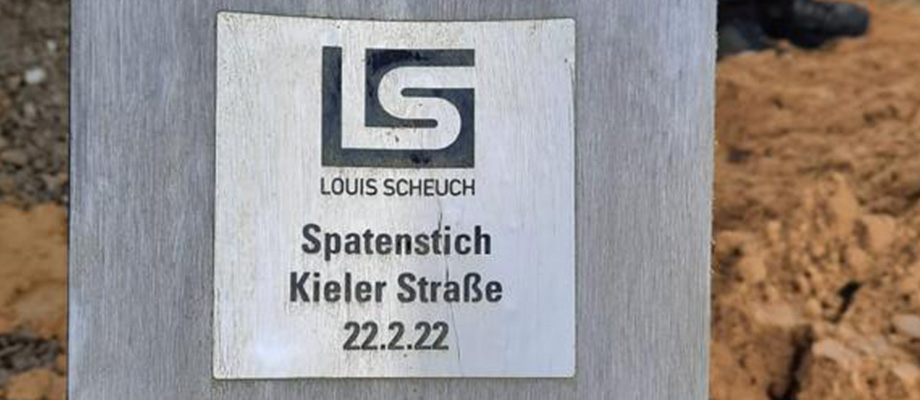 LS
LOUIS SCHEUCH
Spatenstich
Kieler Straße
22.2.22